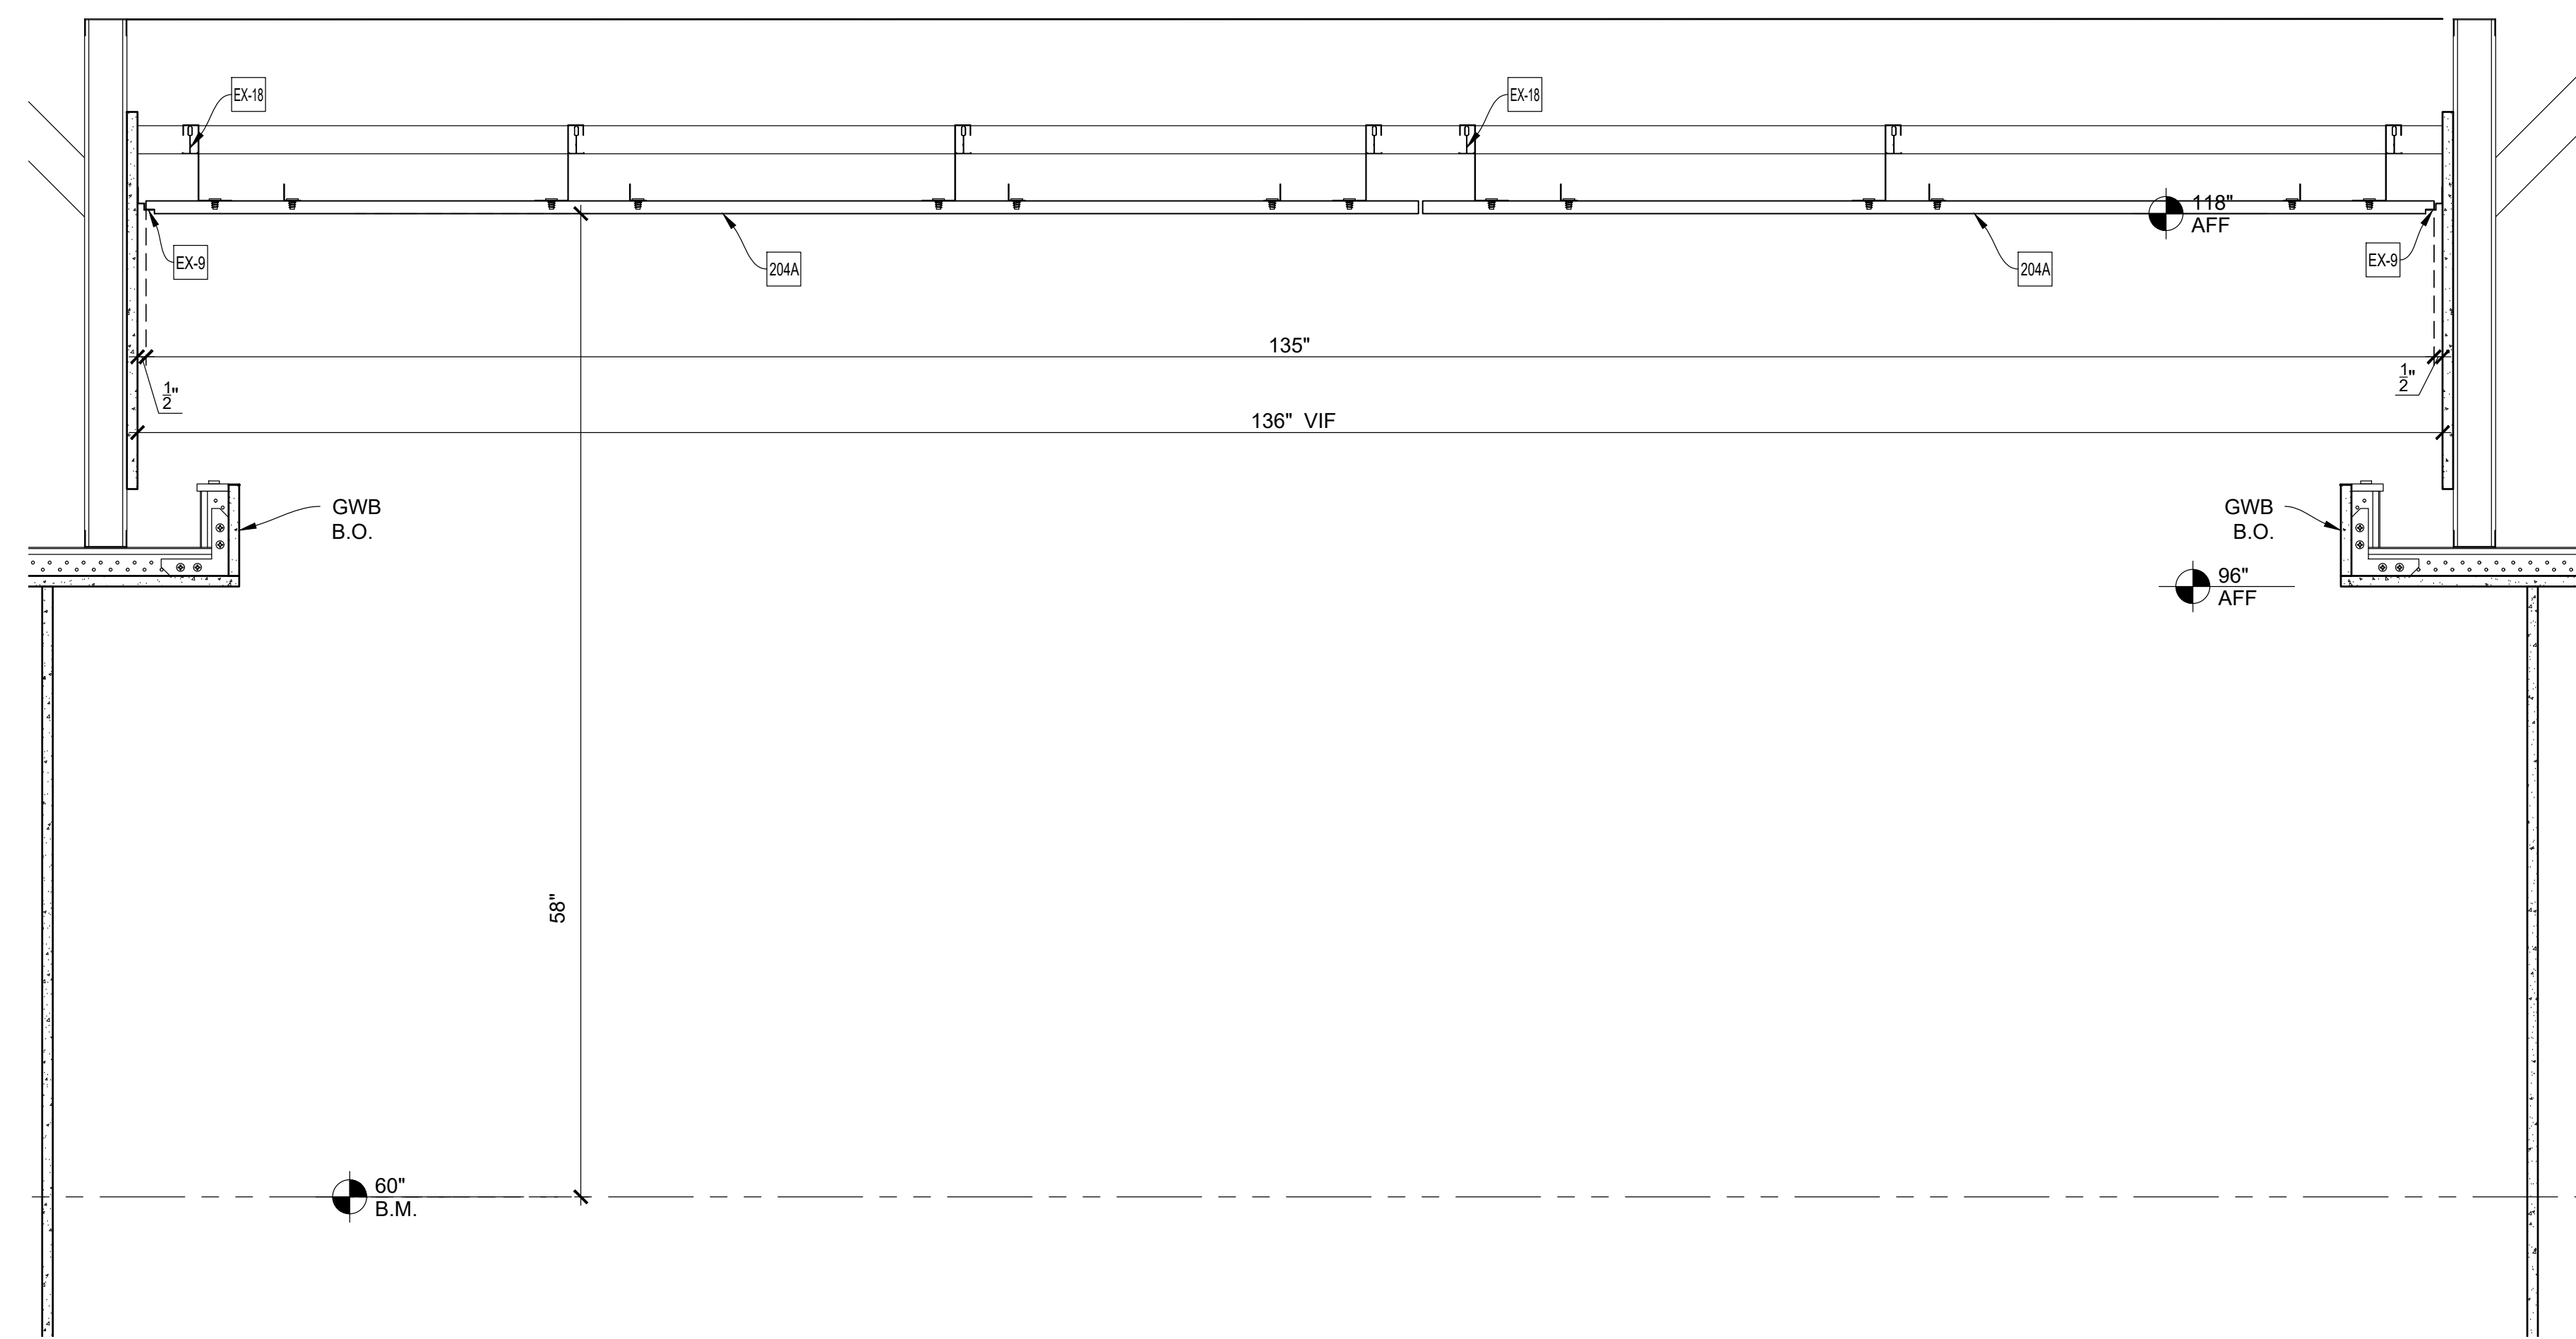 EX-18
EX-18
118"
AFF
EX-9
204A
204A
EX-9
135"
1/2"
1/2"
136" VIF
GWB
B.O.
GWB
B.O.
96"
AFF
58"
60"
B.M.